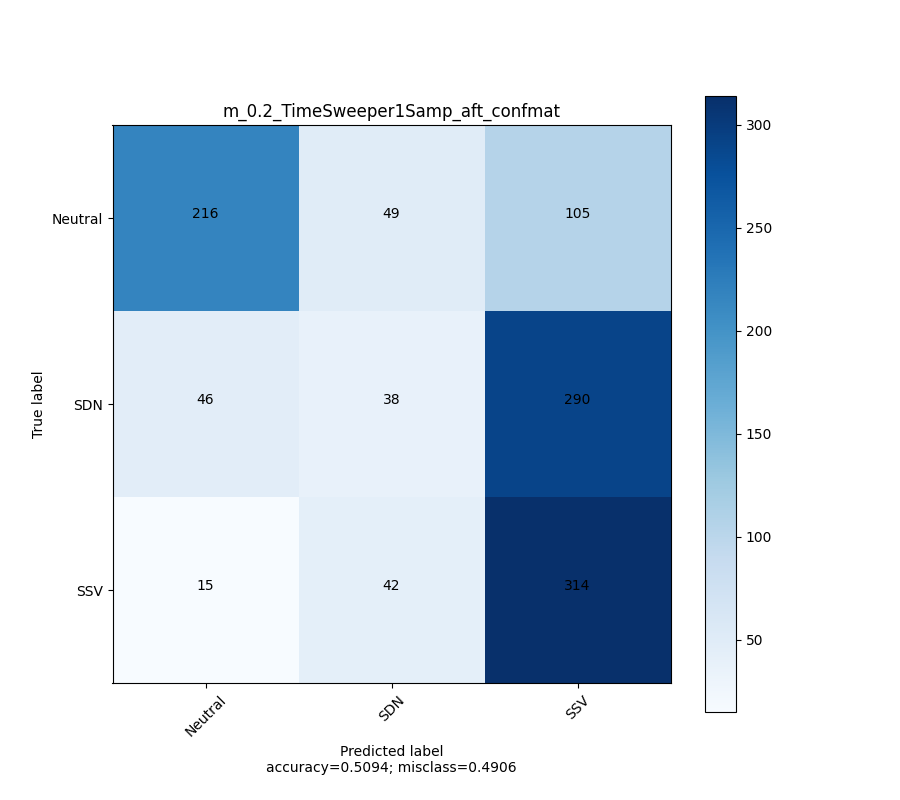 m_0.2_TimeSweeper1Samp_aft_confmat
True label
Neutral 216 49 105
SDN 46 38 290
SSV 15 42 314
Neutral SDN SSV
Predicted label
accuracy=0.5094; misclass=0.4906
300
250
200
150
100
50